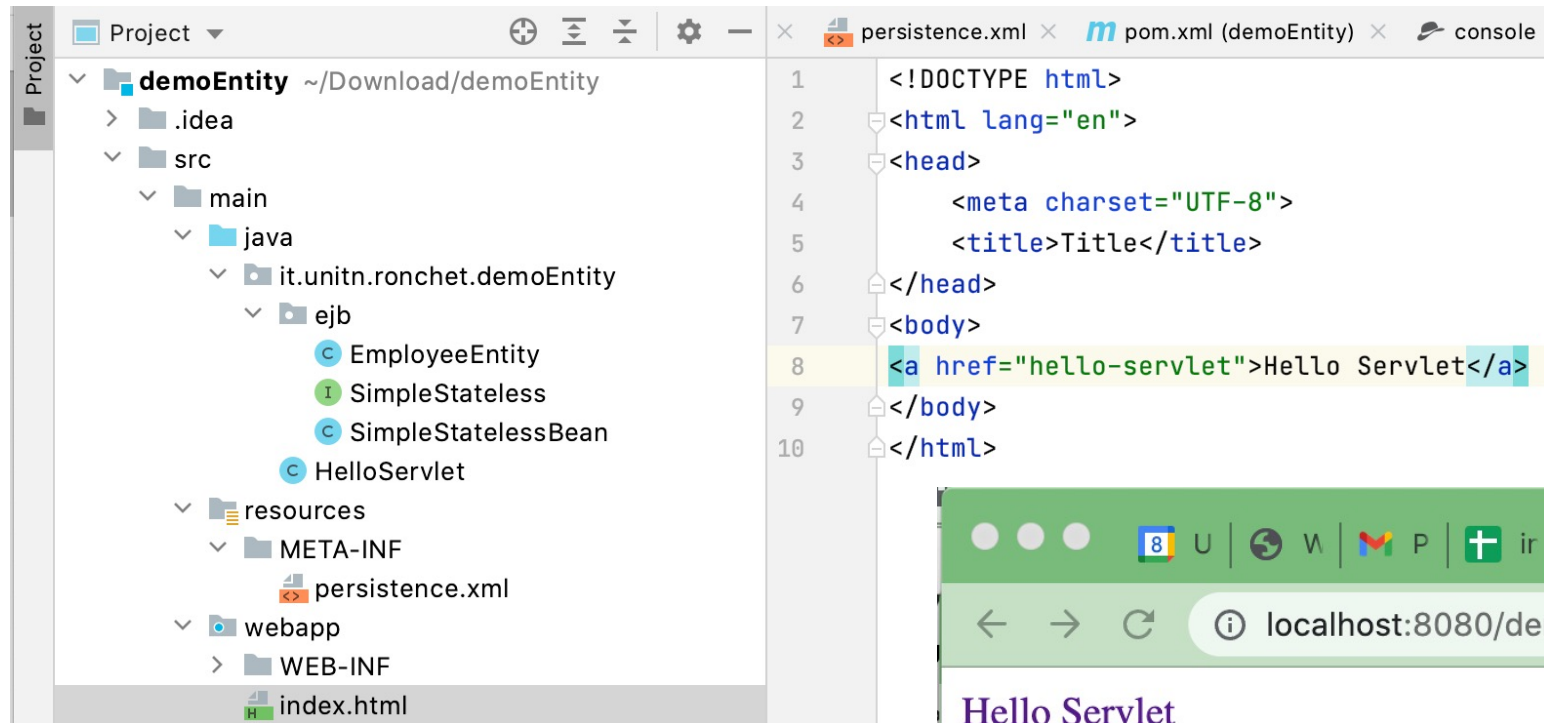 Project
Project
demoEntity ~/Download/demoEntity
.idea
src
main
java
it.unitn.ronchet.demoEntity
ejb
C EmployeeEntity
I SimpleStateless
C SimpleStatelessBean
C HelloServlet
resources
META-INF
persistence.xml
webapp
WEB-INF
H index.html
persistence.xml
m pom.xml (demoEntity)
console
1 <!DOCTYPE html>
2 <html lang="en">
3 <head>
4 <meta charset="UTF-8">
5 <title>Title</title>
6 </head>
7 <body>
8 <a href="hello-servlet">Hello Servlet</a>
9 </body>
10 </html>
8 U W P ir
localhost:8080/de
Hello Servlet